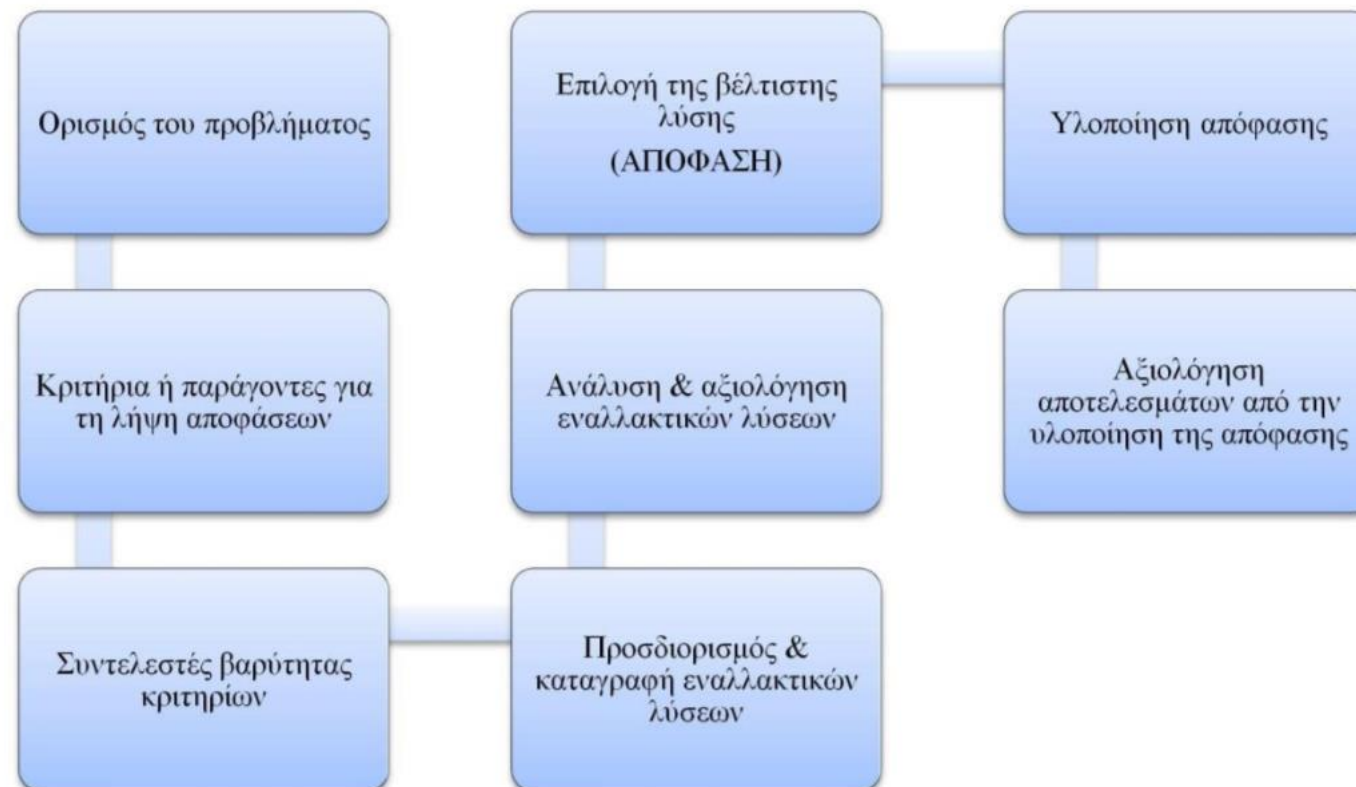 Ορισμός του προβλήματος
Κριτήρια ή παράγοντες για
τη λήψη αποφάσεων
Συντελεστές βαρύτητας
κριτηρίων
Προσδιορισμός &
καταγραφή εναλλακτικών
λύσεων
Ανάλυση & αξιολόγηση
εναλλακτικών λύσεων
Επιλογή της βέλτιστης
λύσης
(ΑΠΟΦΑΣΗ)
Υλοποίηση απόφασης
Αξιολόγηση
αποτελεσμάτων από την
υλοποίηση της απόφασης